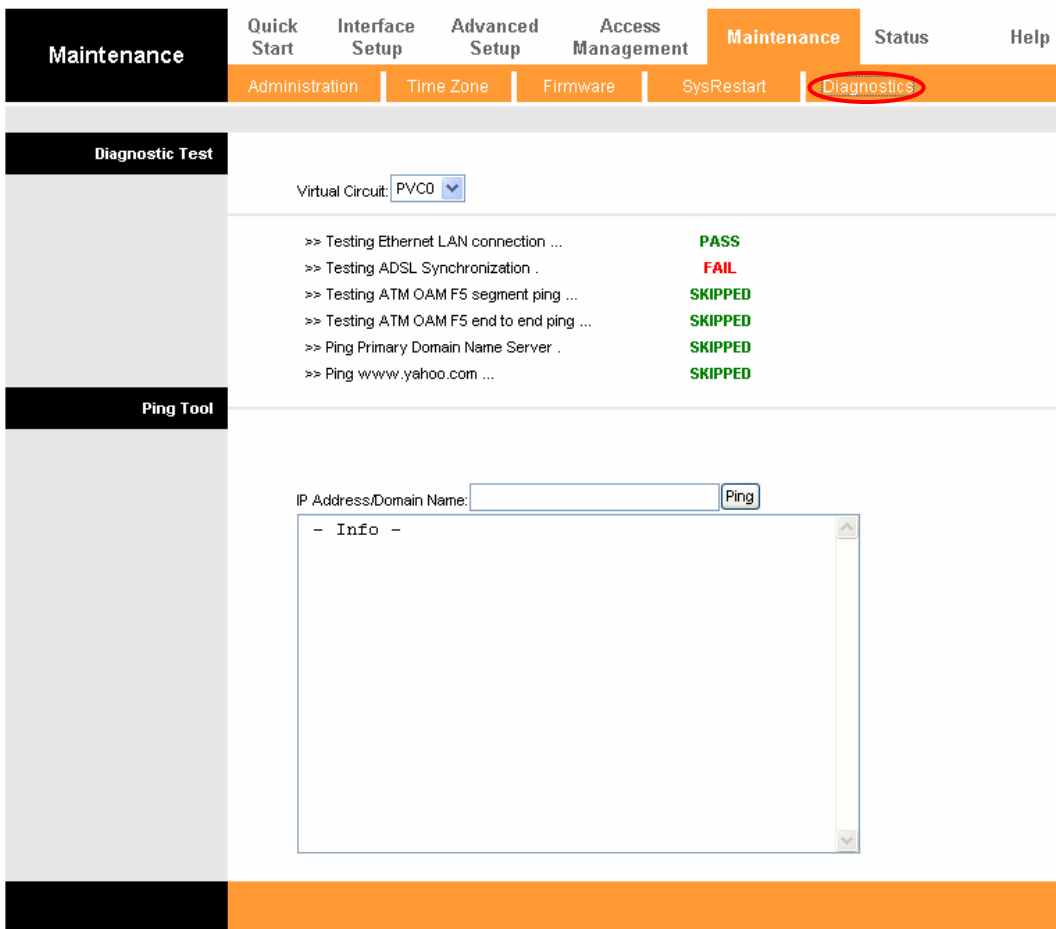 Maintenance
Quick Start
Interface Setup
Advanced Setup
Access Management
Maintenance
Status
Help
Administration
Time Zone
Firmware
SysRestart
Diagnostics
Diagnostic Test
Virtual Circuit: PVC0
>> Testing Ethernet LAN connection ... PASS
>> Testing ADSL Synchronization . FAIL
>> Testing ATM OAM F5 segment ping ... SKIPPED
>> Testing ATM OAM F5 end to end ping ... SKIPPED
>> Ping Primary Domain Name Server . SKIPPED
>> Ping www.yahoo.com ... SKIPPED
Ping Tool
IP Address/Domain Name: Ping
- Info -